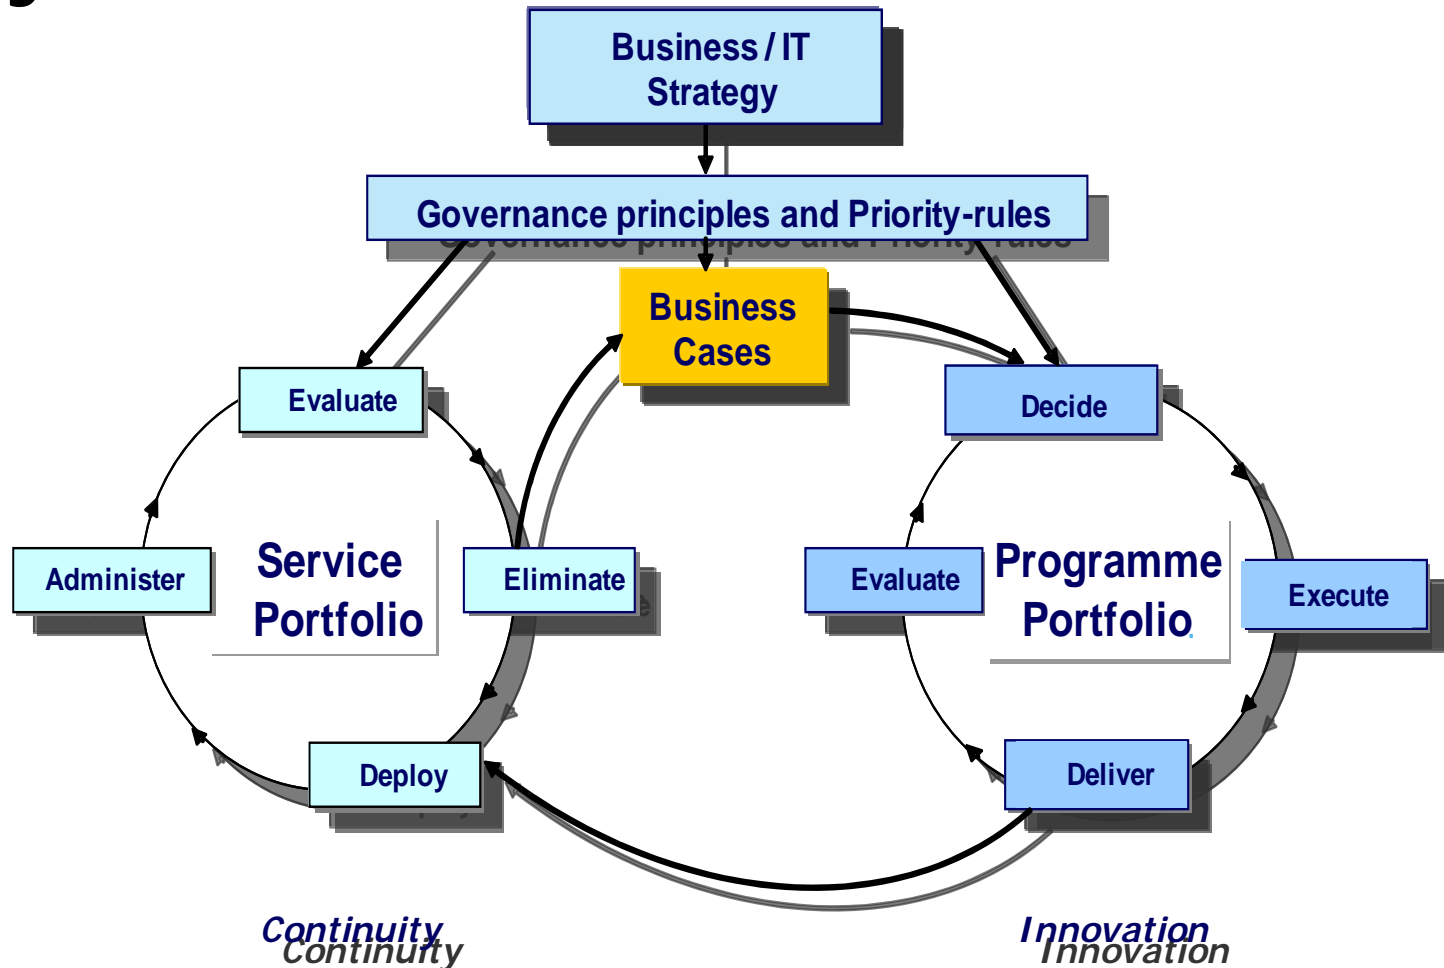 Business / IT
Strategy
Governance principles and Priority-rules
Business
Cases
Evaluate
Decide
Service
Portfolio
Administer
Eliminate
Evaluate
Programme
Portfolio
Execute
Deploy
Deliver
Continuity
Innovation